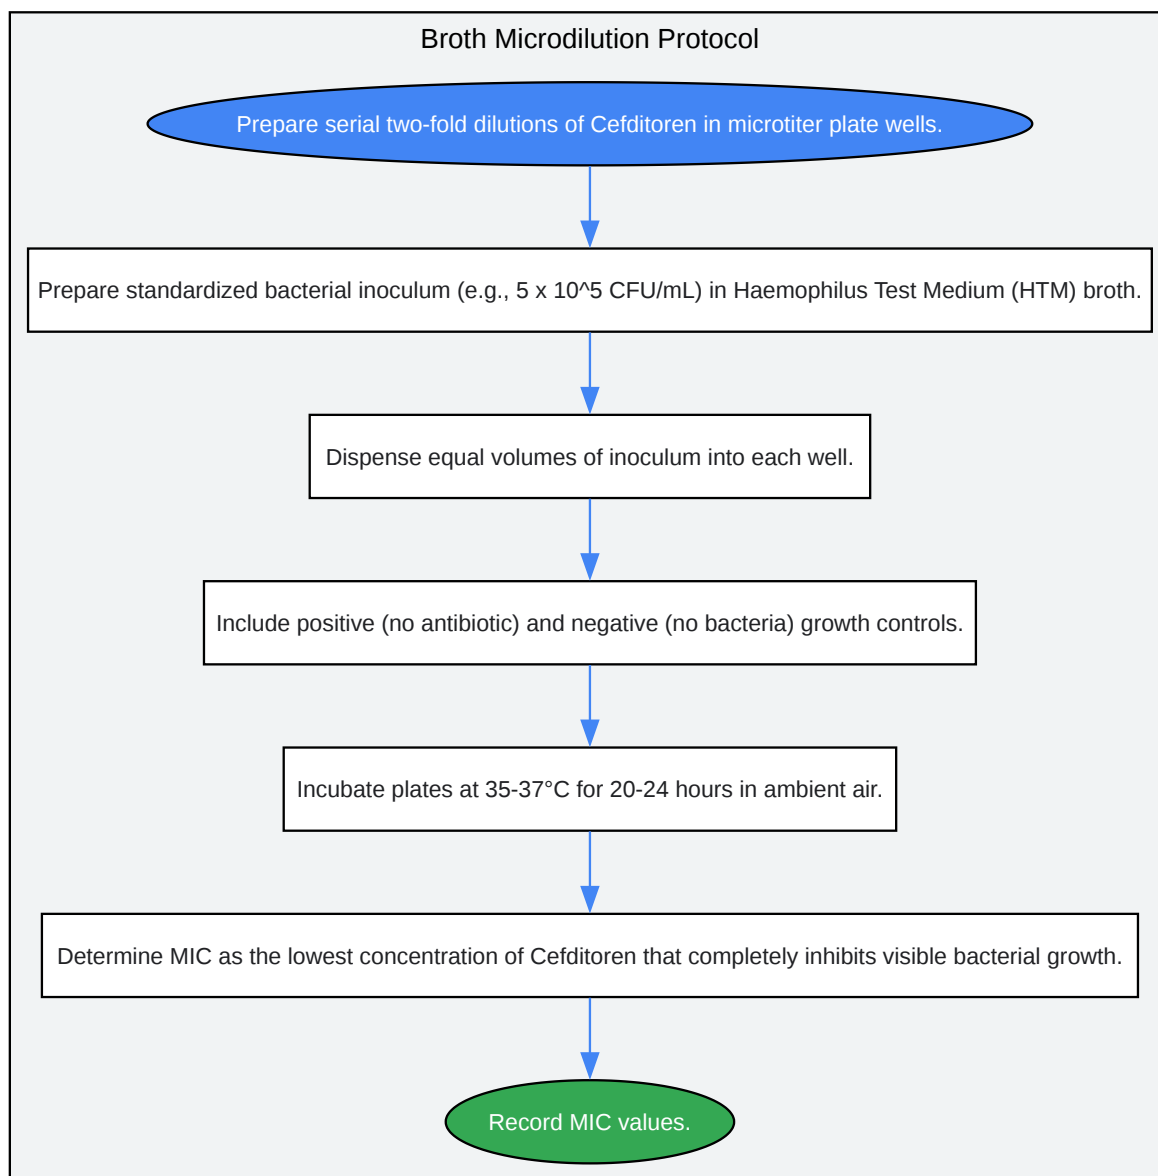 Broth Microdilution Protocol
Prepare serial two-fold dilutions of Cefditoren in microtiter plate wells.
Prepare standardized bacterial inoculum (e.g., 5 x 10^5 CFU/mL) in Haemophilus Test Medium (HTM) broth.
Dispense equal volumes of inoculum into each well.
Include positive (no antibiotic) and negative (no bacteria) growth controls.
Incubate plates at 35-37°C for 20-24 hours in ambient air.
Determine MIC as the lowest concentration of Cefditoren that completely inhibits visible bacterial growth.
Record MIC values.